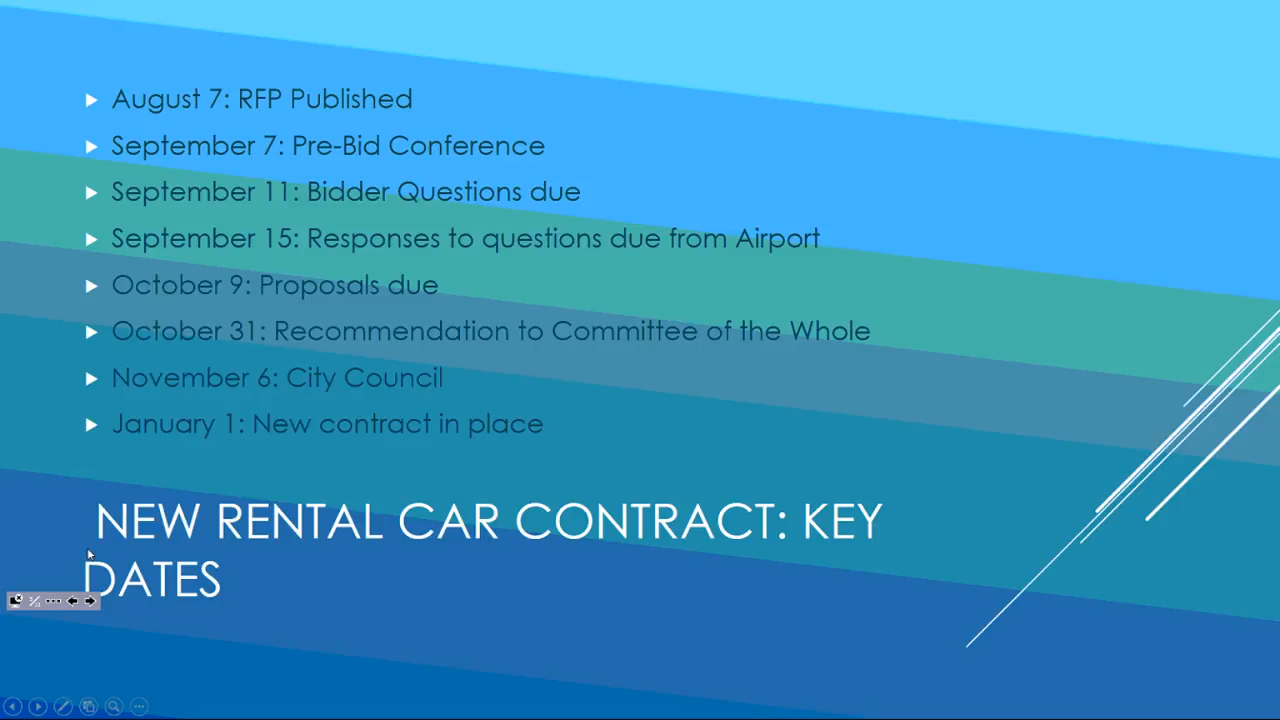 August 7: RFP Published
September 7: Pre-Bid Conference
September 11: Bidder Questions due
September 15: Responses to questions due from Airport
October 9: Proposals due
October 31: Recommendation to Committee of the Whole
November 6: City Council
January 1: New contract in place
NEW RENTAL CAR CONTRACT: KEY
DATES